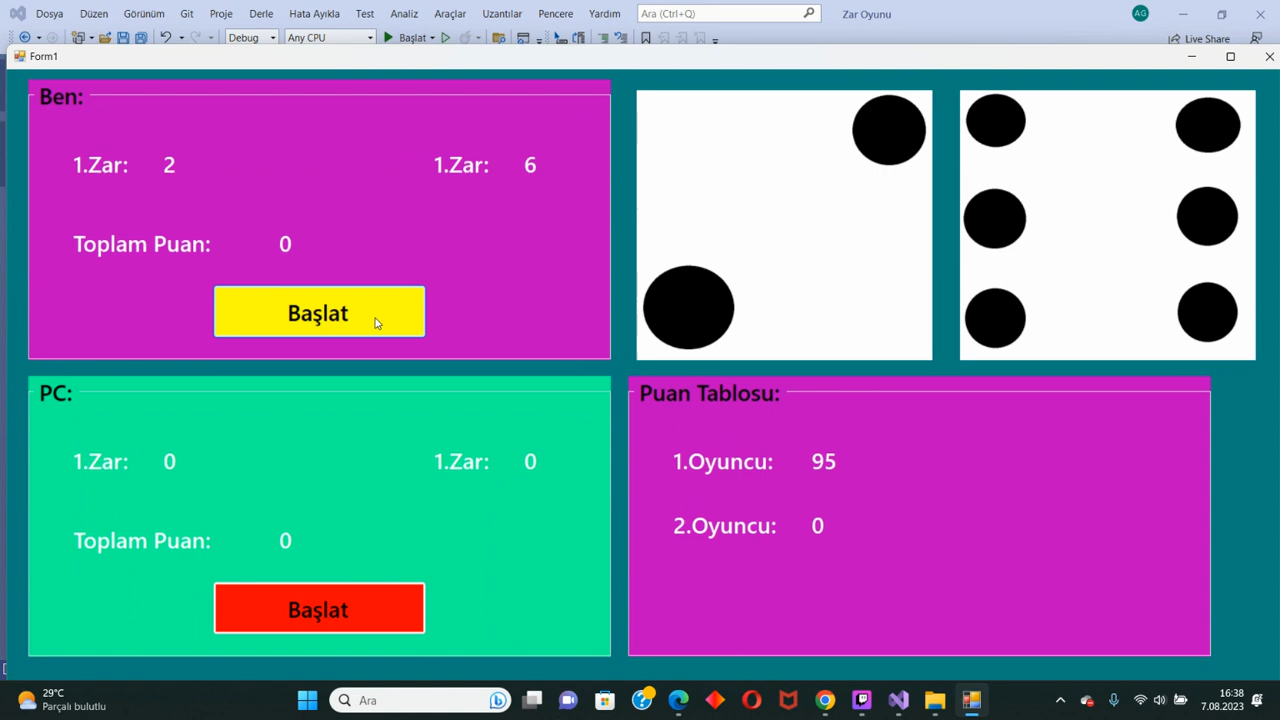 Dosya Düzen Görünüm Git Proje Derle Hata Ayıkla Test Analiz Araçlar Uzantılar Pencere Yardım Ara (Ctrl+Q) Zar Oyunu AG
Debug Any CPU Başlat Live Share
Form1
Ben:
1.Zar: 2 1.Zar: 6
Toplam Puan: 0
Başlat
PC:
1.Zar: 0 1.Zar: 0
Toplam Puan: 0
Başlat
Puan Tablosu:
1.Oyuncu: 95
2.Oyuncu: 0
29°C
Parçalı bulutlu
Ara
16:38
7.08.2023